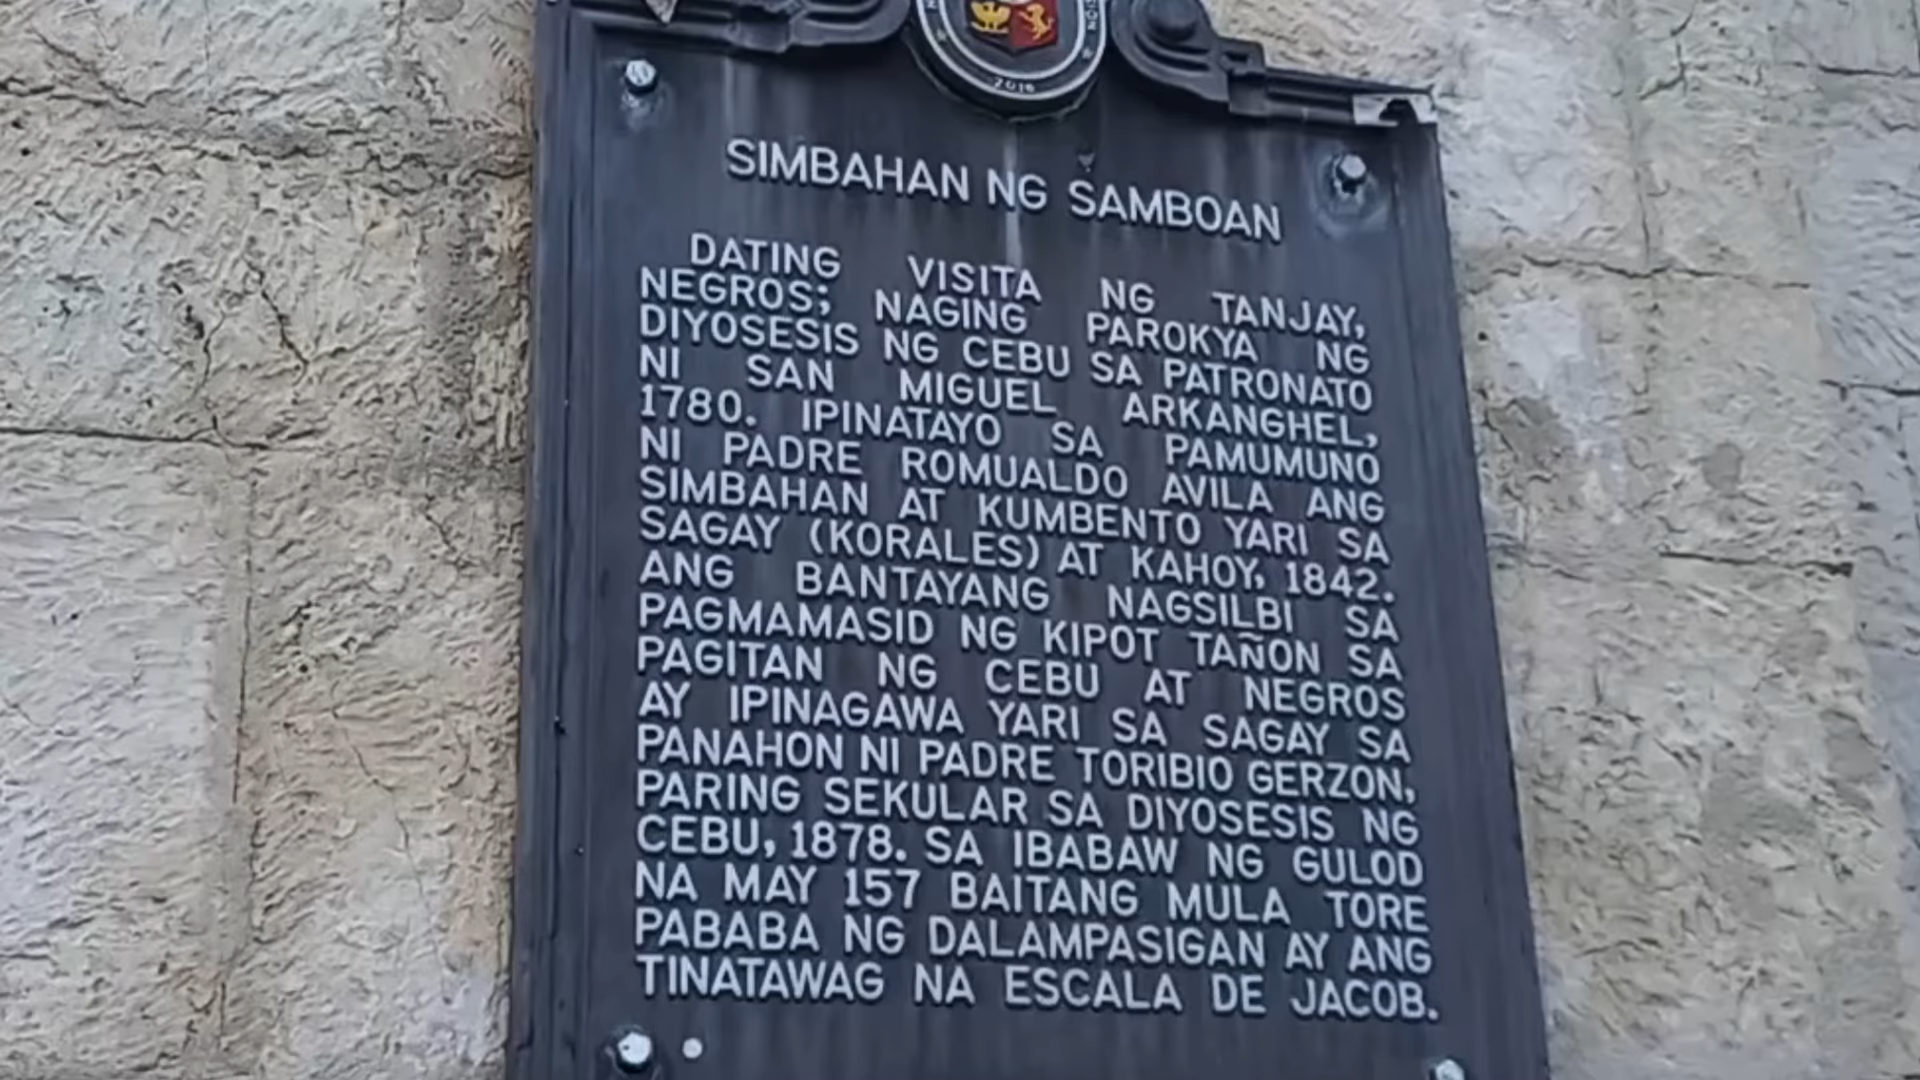 2016
SIMBAHAN NG SAMBOAN
DATING VISITA NG TANJAY,
NEGROS; NAGING PAROKYA NG
DIYOSESIS NG CEBU SA PATRONATO
NI SAN MIGUEL ARKANGHEL,
1780. IPINATAYO SA PAMUMUNO
NI PADRE ROMUALDO AVILA ANG
SIMBAHAN AT KUMBENTO YARI SA
SAGAY (KORALES) AT KAHOY, 1842.
ANG BANTAYANG NAGSILBI SA
PAGMAMASID NG KIPOT TAÑON SA
PAGITAN NG CEBU AT NEGROS
AY IPINAGAWA YARI SA SAGAY SA
PANAHON NI PADRE TORIBIO GERZON,
PARING SEKULAR SA DIYOSESIS NG
CEBU, 1878. SA IBABAW NG GULOD
NA MAY 157 BAITANG MULA TORE
PABABA NG DALAMPASIGAN AY ANG
TINATAWAG NA ESCALA DE JACOB.